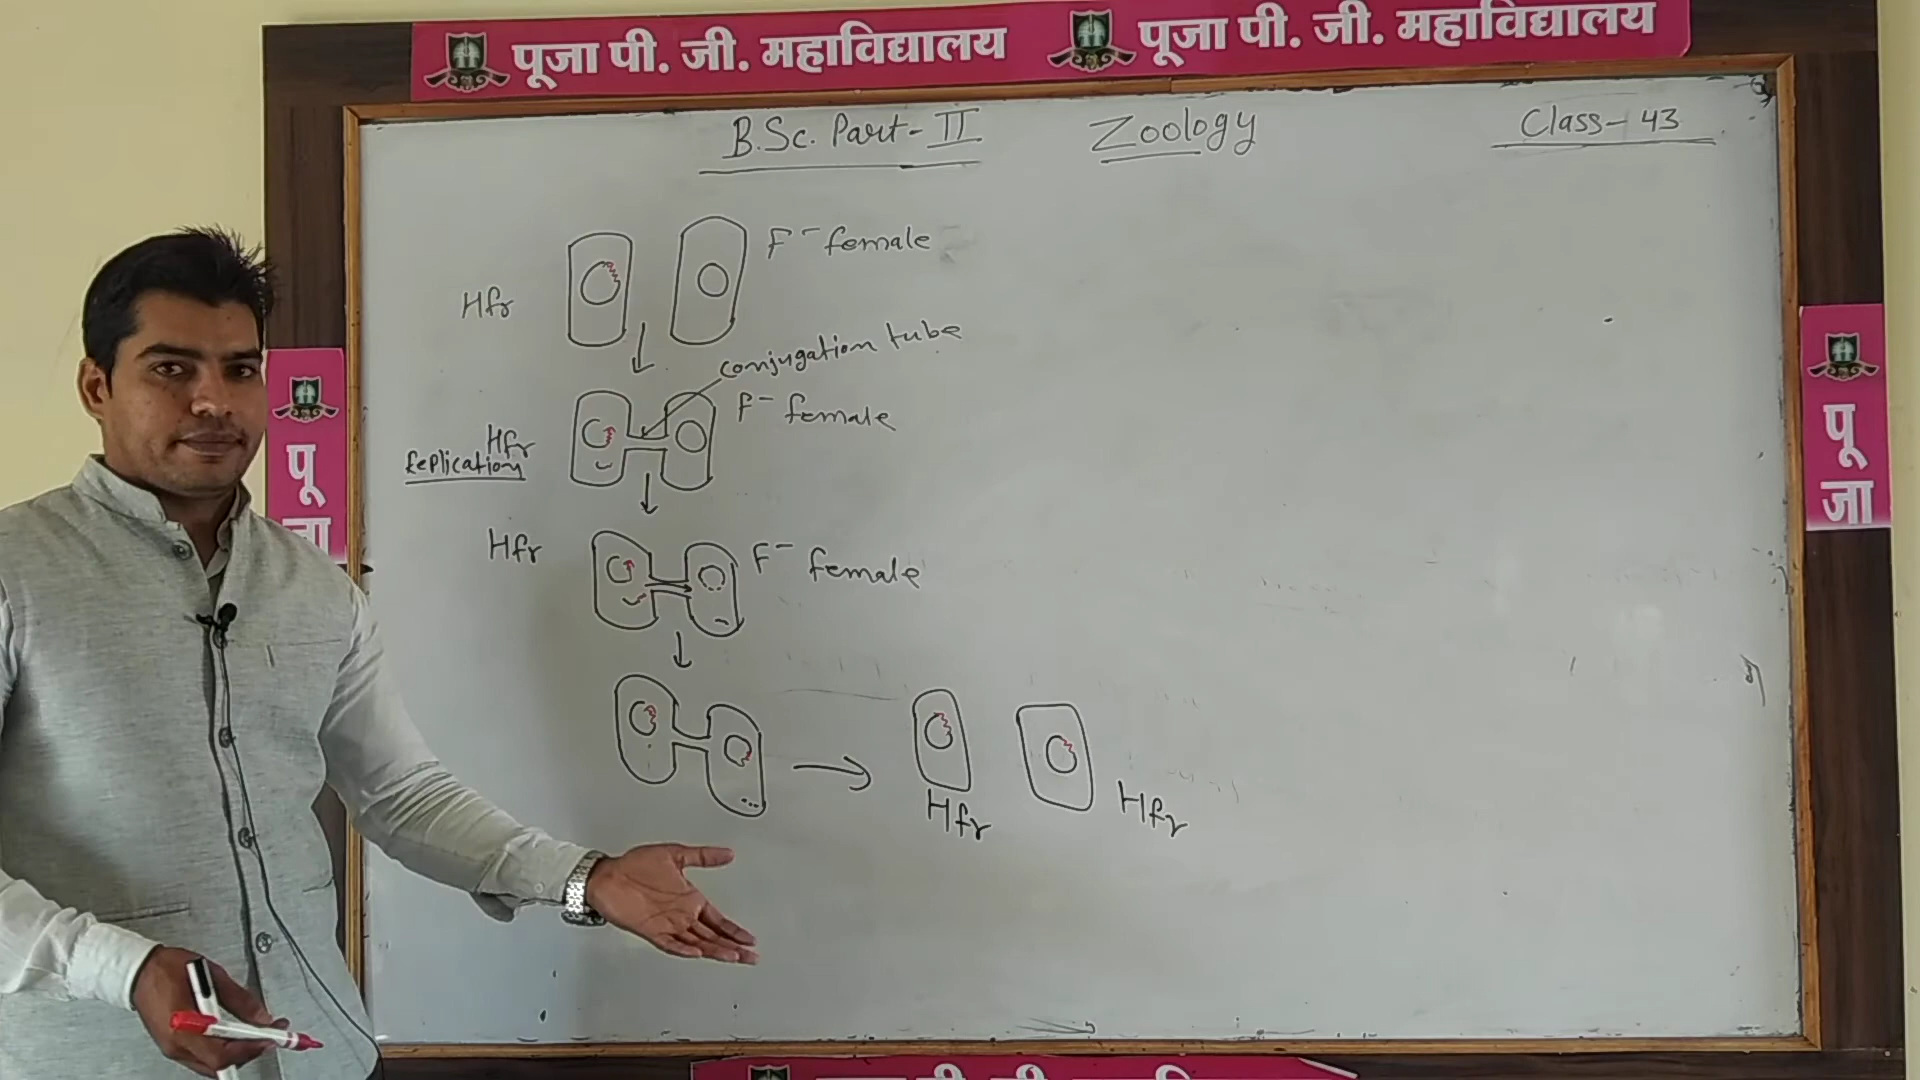 पूजा पी. जी. महाविद्यालय पूजा पी. जी. महाविद्यालय
B.Sc. Part-II Zoology Class-43
F⁻ female
Hfr
conjugation tube
F⁻ female
Hfr
Replication
Hfr
F⁻ female
Hfr
Hfr
पू
पू
जा